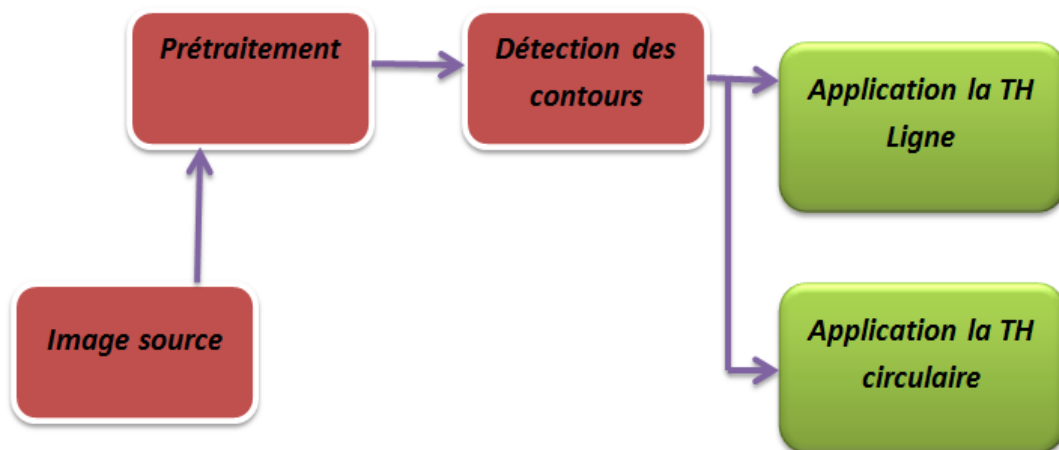 Prétraitement
Détection des
contours
Application la TH
Ligne
Image source
Application la TH
circulaire